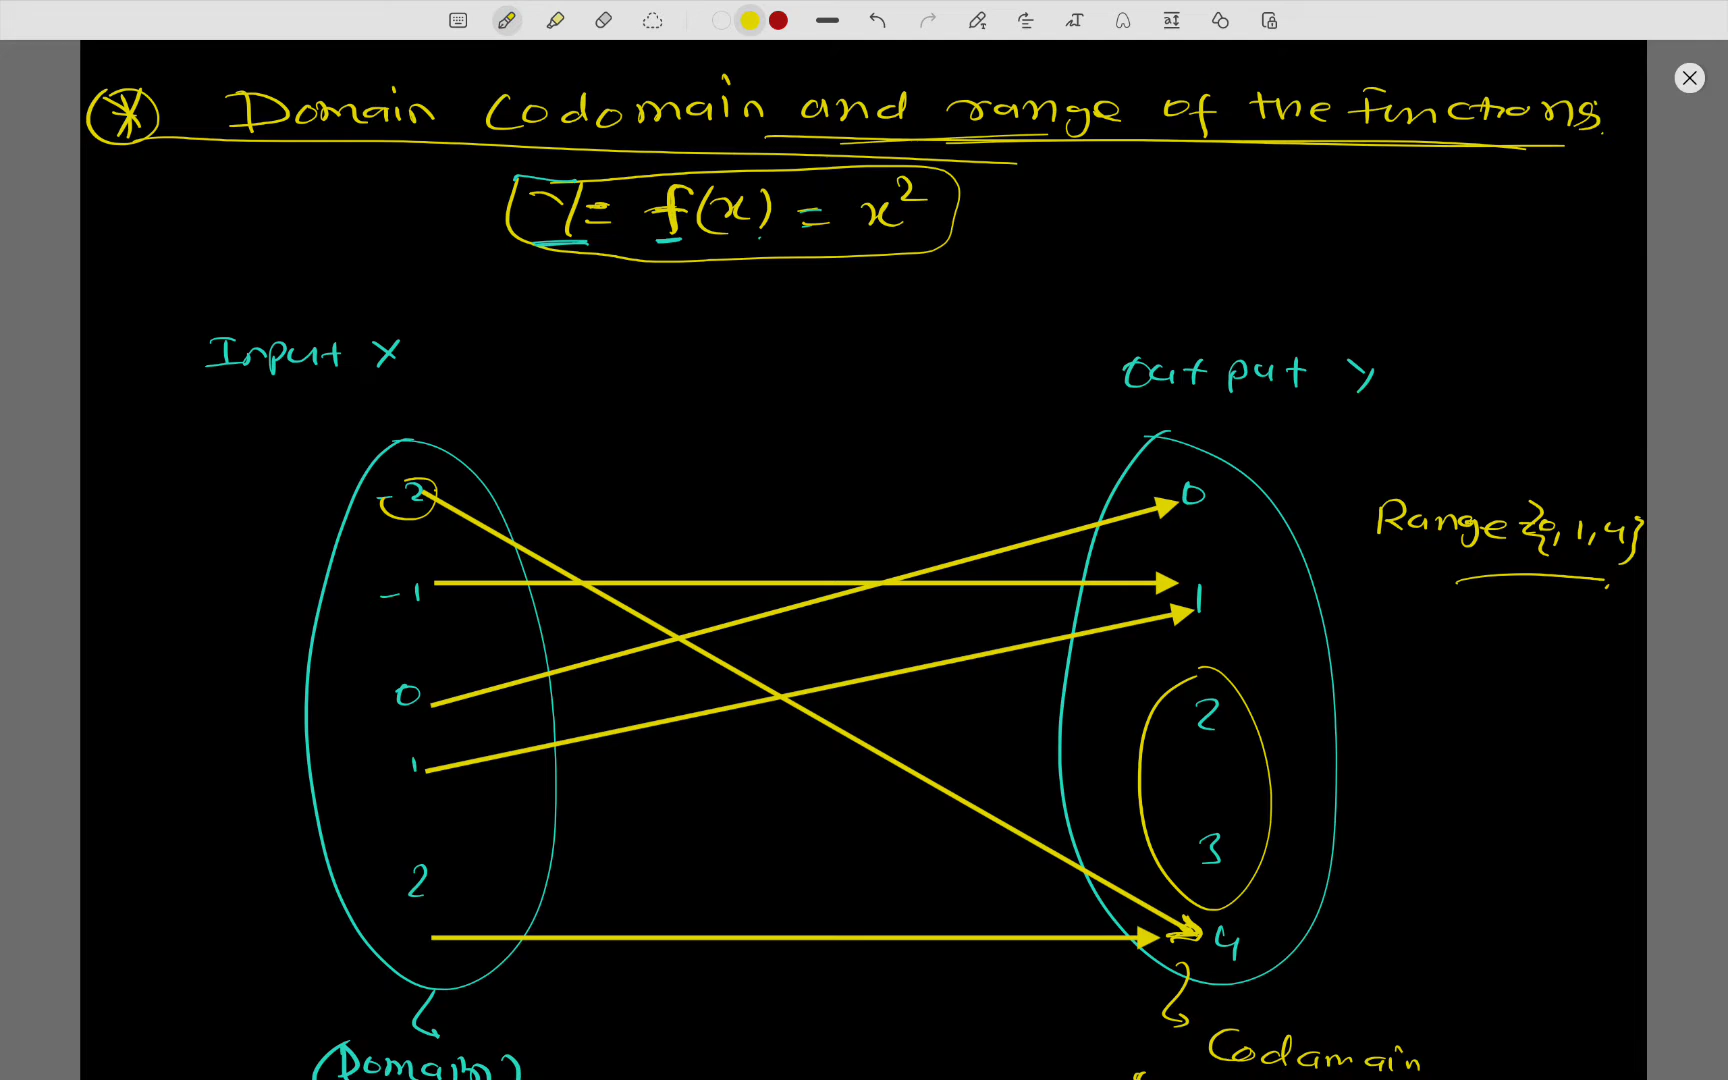 * Domain Codomain and range of the Functions.
y = f(x) = x²
Input X
Output y
-2
-1
0
1
2
0
1
2
3
4
Range {0, 1, 4}
(Domain)
Codamain